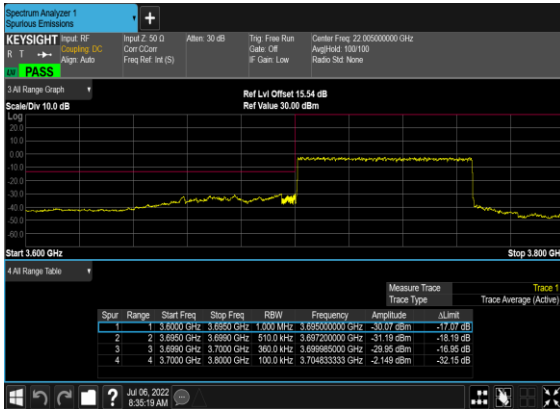 Spectrum Analyzer 1
Spurious Emissions
KEYSIGHT Input: RF Input Z: 50 Ω Atten: 30 dB Trig: Free Run Center Freq: 22.005000000 GHz
R T Coupling: DC Corr CCorr Gate: Off Avg|Hold: 100/100
Align: Auto Freq Ref: Int (S) IF Gain: Low Radio Std: None
LXI PASS
3 All Range Graph
Ref Lvl Offset 15.54 dB
Scale/Div 10.0 dB Ref Value 30.00 dBm
Log
20.0
10.0
0.00
-10.0
-20.0
-30.0
-40.0
-50.0
-60.0
Start 3.600 GHz Stop 3.800 GH
4 All Range Table
Measure Trace Trace 1
Trace Type Trace Average (Active)
Spur Range Start Freq Stop Freq RBW Frequency Amplitude ΔLimit
1 1 3.6000 GHz 3.6950 GHz 1.000 MHz 3.695000000 GHz -30.07 dBm -17.07 dB
2 2 3.6950 GHz 3.6990 GHz 510.0 kHz 3.697200000 GHz -31.19 dBm -18.19 dB
3 3 3.6990 GHz 3.7000 GHz 360.0 kHz 3.699985000 GHz -29.95 dBm -16.95 dB
4 4 3.7000 GHz 3.8000 GHz 100.0 kHz 3.704833333 GHz -2.149 dBm -32.15 dB
Jul 06, 2022
8:35:19 AM